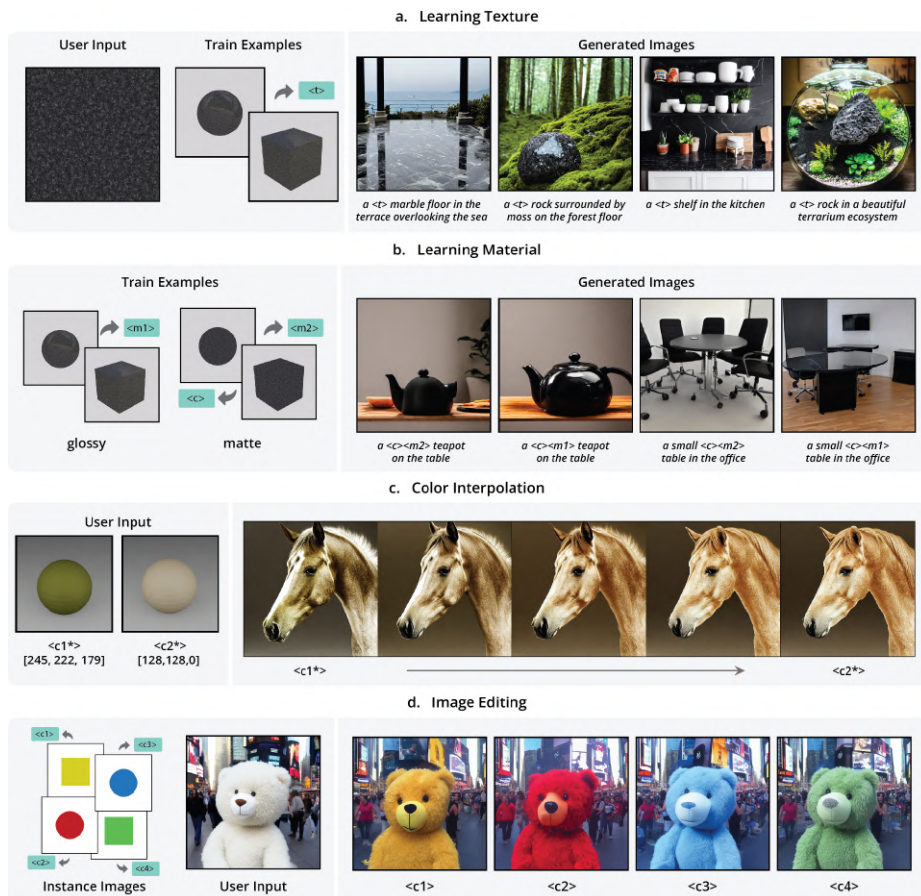 a. Learning Texture
User Input
Train Examples
Generated Images
<t>
a <t> marble floor in the
terrace overlooking the sea
a <t> rock surrounded by
moss on the forest floor
a <t> shelf in the kitchen
a <t> rock in a beautiful
terrarium ecosystem
b. Learning Material
Train Examples
Generated Images
<m1>
<m2>
<c>
glossy
matte
a <c><m2> teapot
on the table
a <c><m1> teapot
on the table
a small <c><m2>
table in the office
a small <c><m1>
table in the office
c. Color Interpolation
User Input
<c1*>
[245, 222, 179]
<c2*>
[128,128,0]
<c1*>
<c2*>
d. Image Editing
<c1>
<c3>
<c2>
<c4>
Instance Images
User Input
<c1>
<c2>
<c3>
<c4>